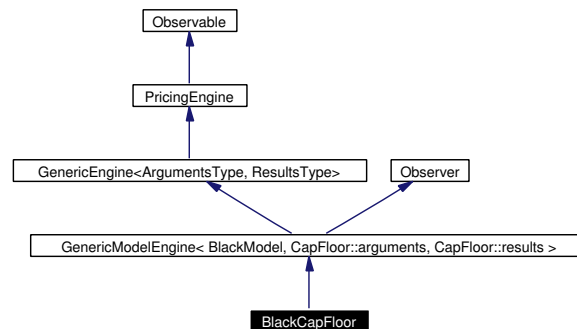 Observable
PricingEngine
GenericEngine<ArgumentsType, ResultsType>
Observer
GenericModelEngine< BlackModel, CapFloor::arguments, CapFloor::results >
BlackCapFloor